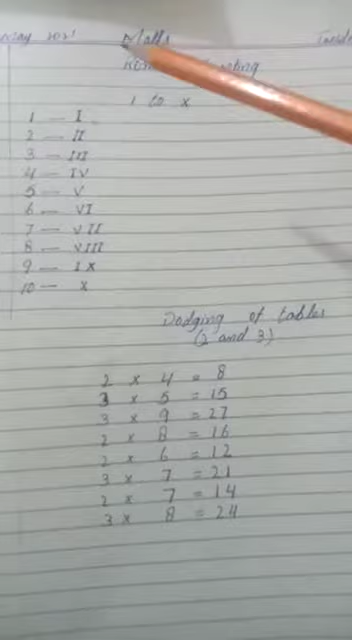 Maths
1 to x
1 — I
2 — II
3 — III
4 — IV
5 — V
6 — VI
7 — VII
8 — VIII
9 — IX
10 — X
Dodging of tables
(2 and 3)
2 x 4 = 8
3 x 5 = 15
3 x 9 = 27
2 x 8 = 16
2 x 6 = 12
3 x 7 = 21
2 x 7 = 14
3 x 8 = 24